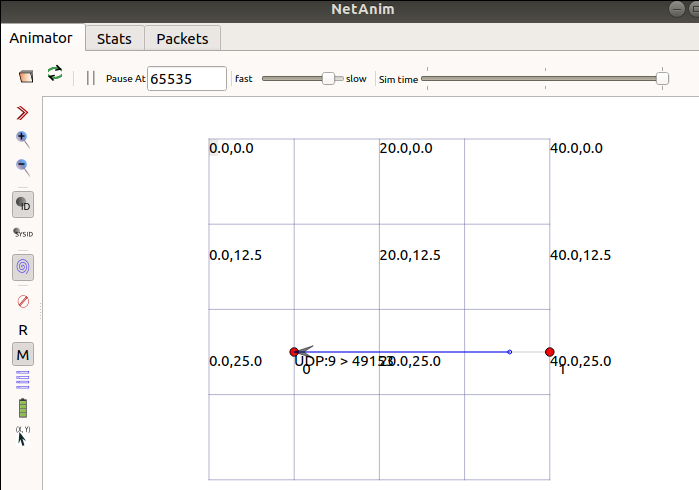 NetAnim
Animator Stats Packets
Pause At 65535 fast slow Sim time
0.0,0.0 20.0,0.0 40.0,0.0
ID
SYSID
0.0,12.5 20.0,12.5 40.0,12.5
R
M
0.0,25.0 UDP:9 > 49153 20.0,25.0 40.0,25.0
0 1
(X, Y)